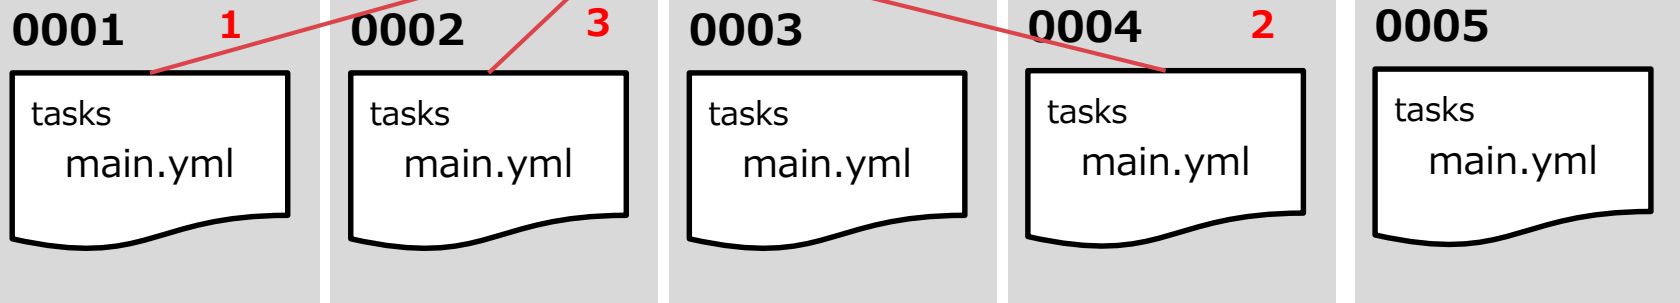 0001 1
tasks
main.yml
0002 3
tasks
main.yml
0003
tasks
main.yml
0004 2
tasks
main.yml
0005
tasks
main.yml